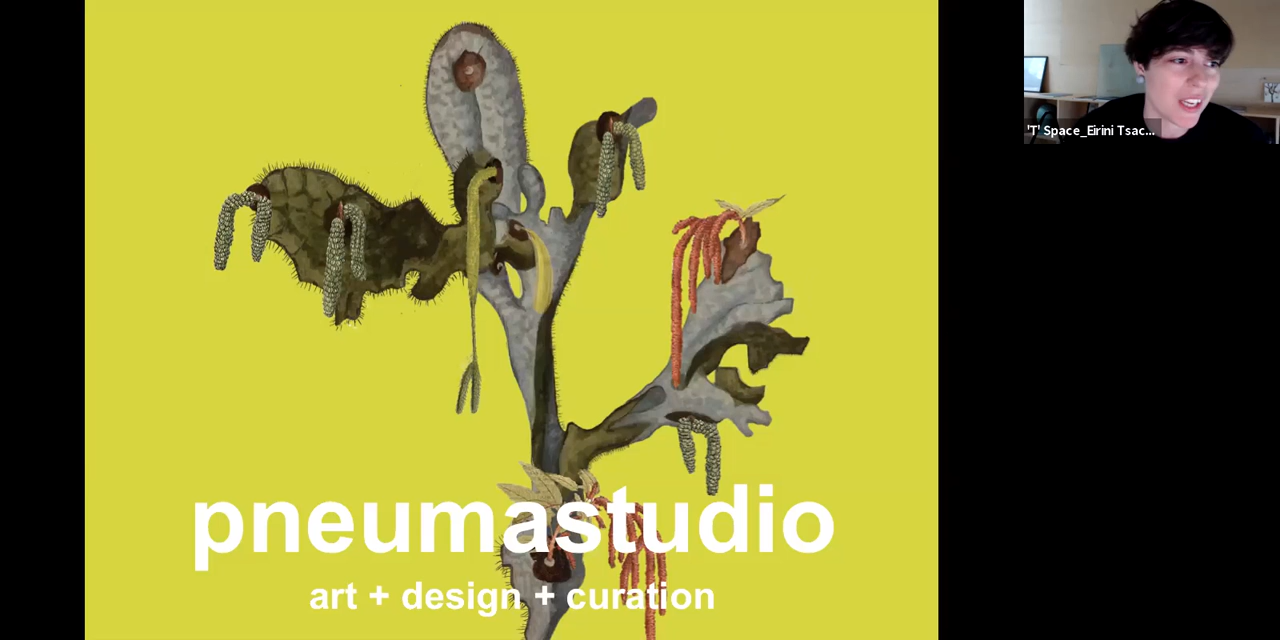 pneumastudio
art + design + curation
'T' Space_Eirini Tsac...